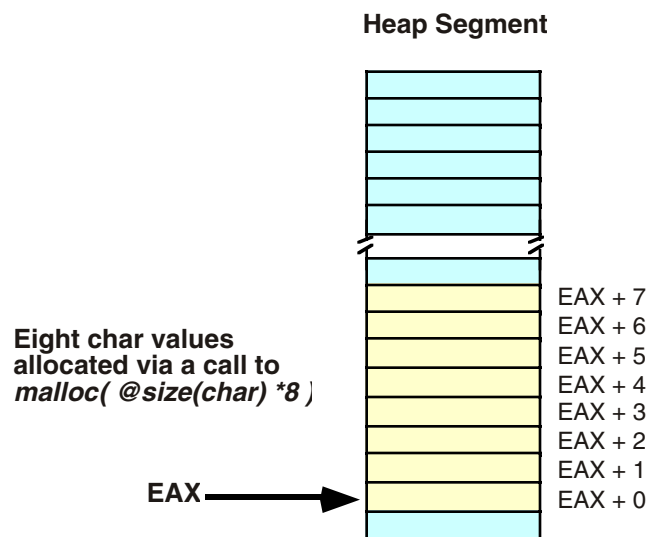 Heap Segment
EAX + 7
EAX + 6
EAX + 5
EAX + 4
EAX + 3
EAX + 2
EAX + 1
EAX + 0
Eight char values
allocated via a call to
malloc( @size(char) *8 )
EAX